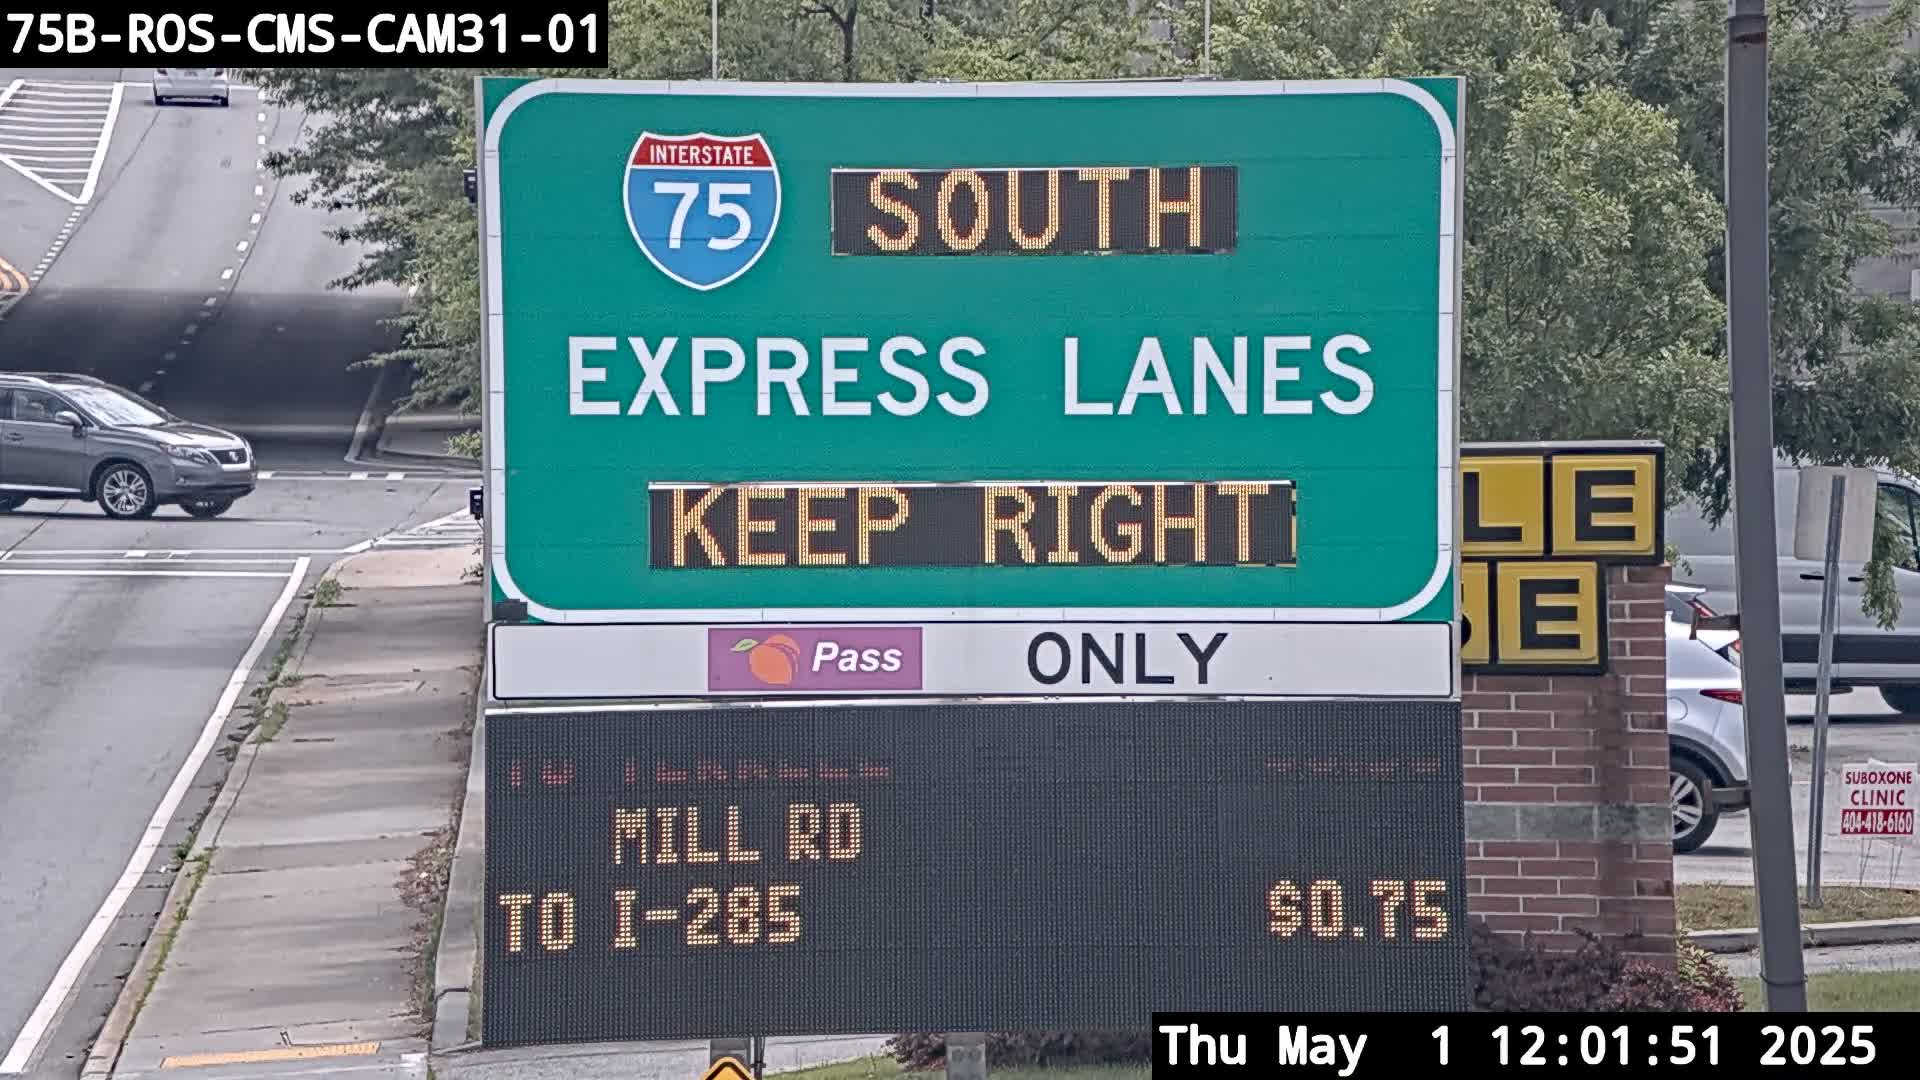 75B-ROS-CMS-CAM31-01
INTERSTATE
75
SOUTH
EXPRESS LANES
KEEP RIGHT
Pass ONLY
MILL RD
TO I-285 $0.75
LE
E
SUBOXONE
CLINIC
404-418-6160
Thu May 1 12:01:51 2025